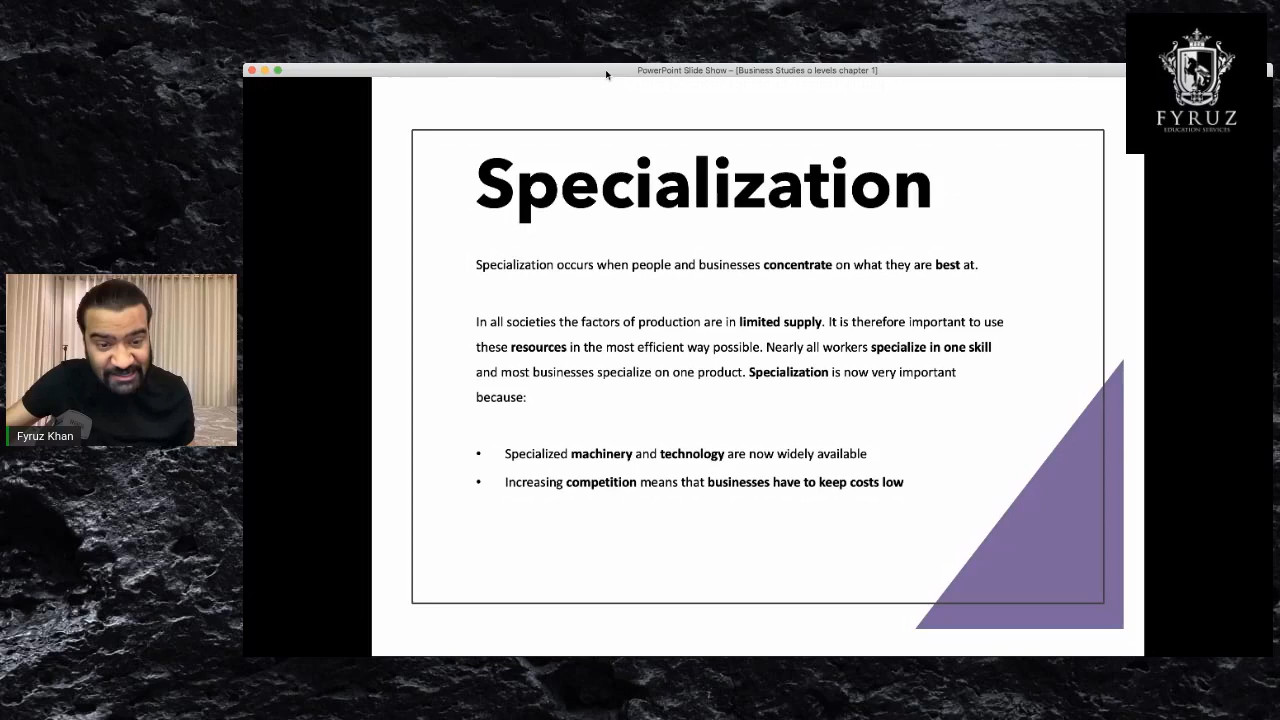 PowerPoint Slide Show – [Business Studies o levels chapter 1]
FYRUZ
EDUCATION SERVICES
Specialization
Specialization occurs when people and businesses concentrate on what they are best at.
In all societies the factors of production are in limited supply. It is therefore important to use
these resources in the most efficient way possible. Nearly all workers specialize in one skill
and most businesses specialize on one product. Specialization is now very important
because:
• Specialized machinery and technology are now widely available
• Increasing competition means that businesses have to keep costs low
Fyruz Khan